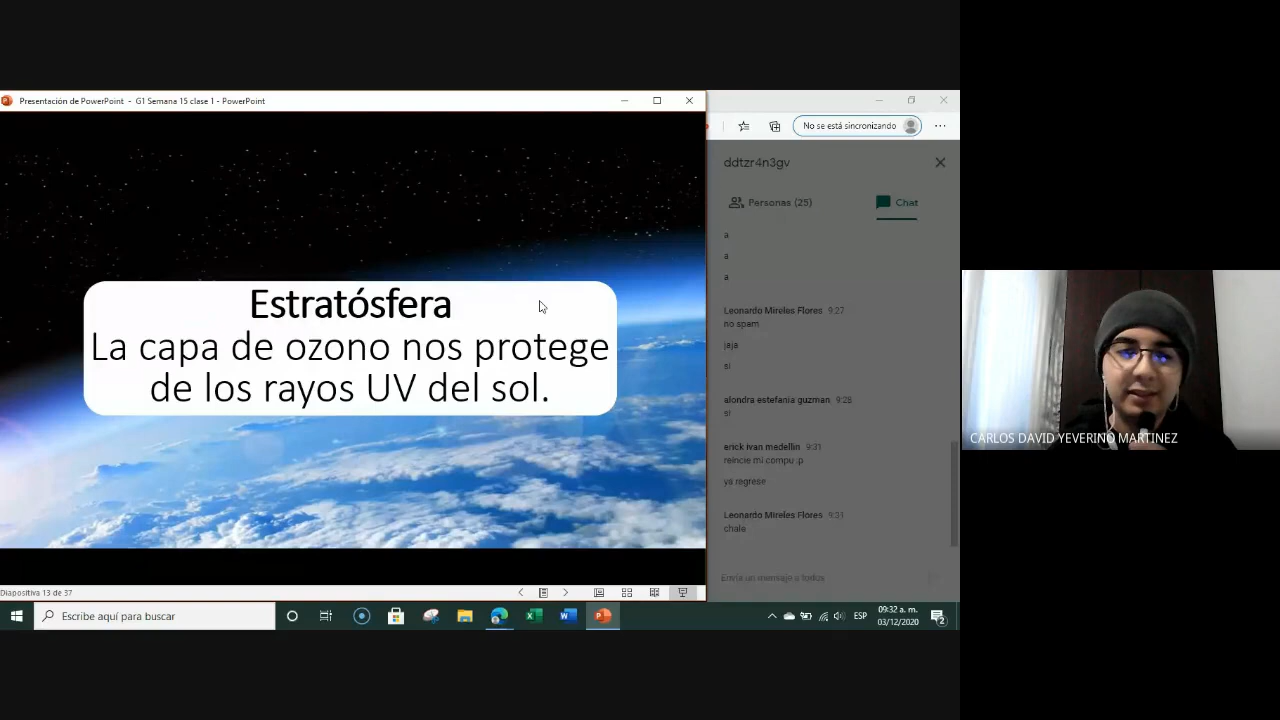 Presentación de PowerPoint - G1 Semana 15 clase 1 - PowerPoint
No se está sincronizando
ddtzr4n3gv
Personas (25)
Chat
a
a
a
Leonardo Mireles Flores 9:27
no spam
jaja
si
alondra estefania guzman 9:28
si
erick ivan medellin 9:31
reincie mi compu :p
ya regrese
Leonardo Mireles Flores 9:31
chale
Envía un mensaje a todos
Estratósfera
La capa de ozono nos protege
de los rayos UV del sol.
CARLOS DAVID YEVERINO MARTINEZ
Diapositiva 13 de 37
Escribe aquí para buscar
ESP
09:32 a. m.
03/12/2020
2